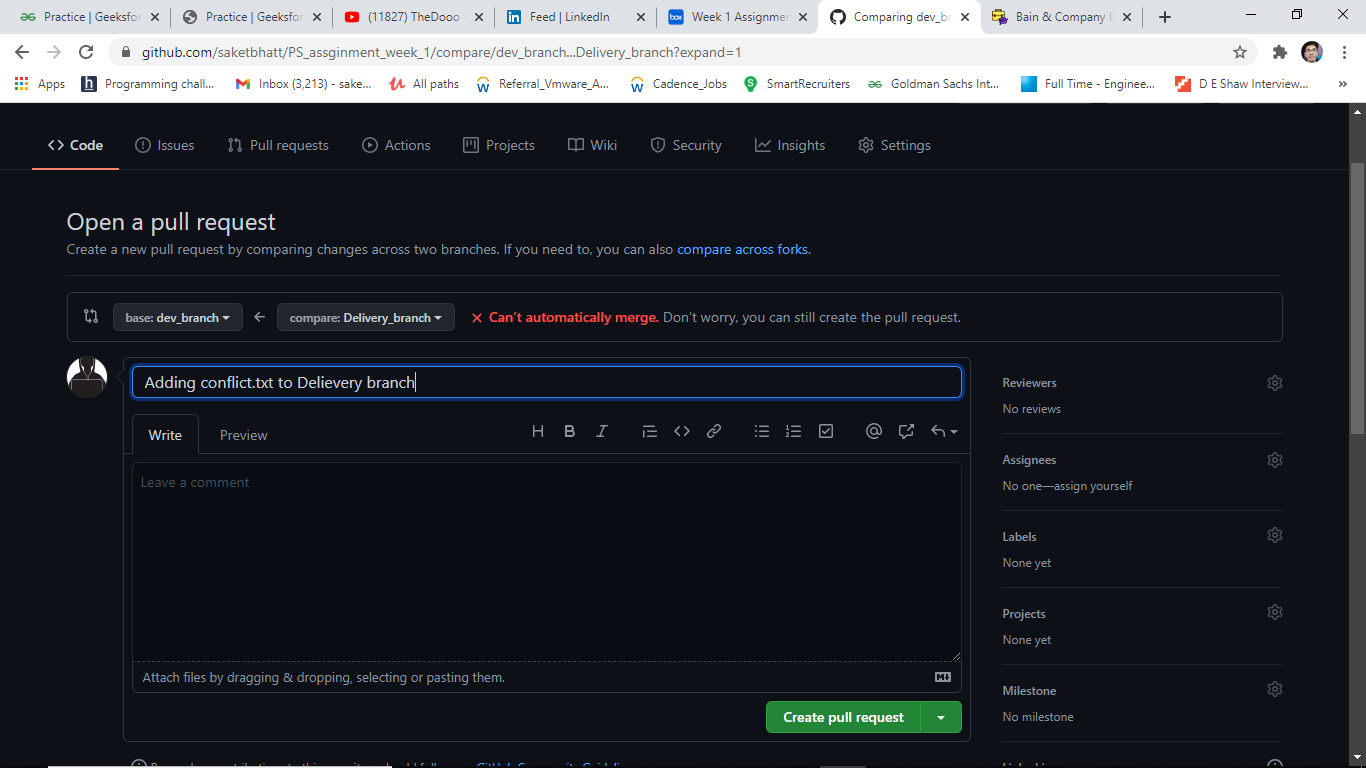 Practice | Geeksfor
Practice | Geeksfor
(11827) TheDooo
Feed | LinkedIn
box Week 1 Assignmen
Comparing dev_br
Bain & Company I
github.com/saketbhatt/PS_assginment_week_1/compare/dev_branch...Delivery_branch?expand=1
Apps
h Programming chall...
Inbox (3,213) - sake...
All paths
Referral_Vmware_A...
Cadence_Jobs
SmartRecruiters
Goldman Sachs Int...
Full Time - Enginee...
D E Shaw Interview...
Code
Issues
Pull requests
Actions
Projects
Wiki
Security
Insights
Settings
Open a pull request
Create a new pull request by comparing changes across two branches. If you need to, you can also compare across forks.
base: dev_branch
compare: Delivery_branch
Can't automatically merge. Don't worry, you can still create the pull request.
Adding conflict.txt to Delievery branch
Write
Preview
H B I
Leave a comment
Attach files by dragging & dropping, selecting or pasting them.
Create pull request
Reviewers
No reviews
Assignees
No one—assign yourself
Labels
None yet
Projects
None yet
Milestone
No milestone